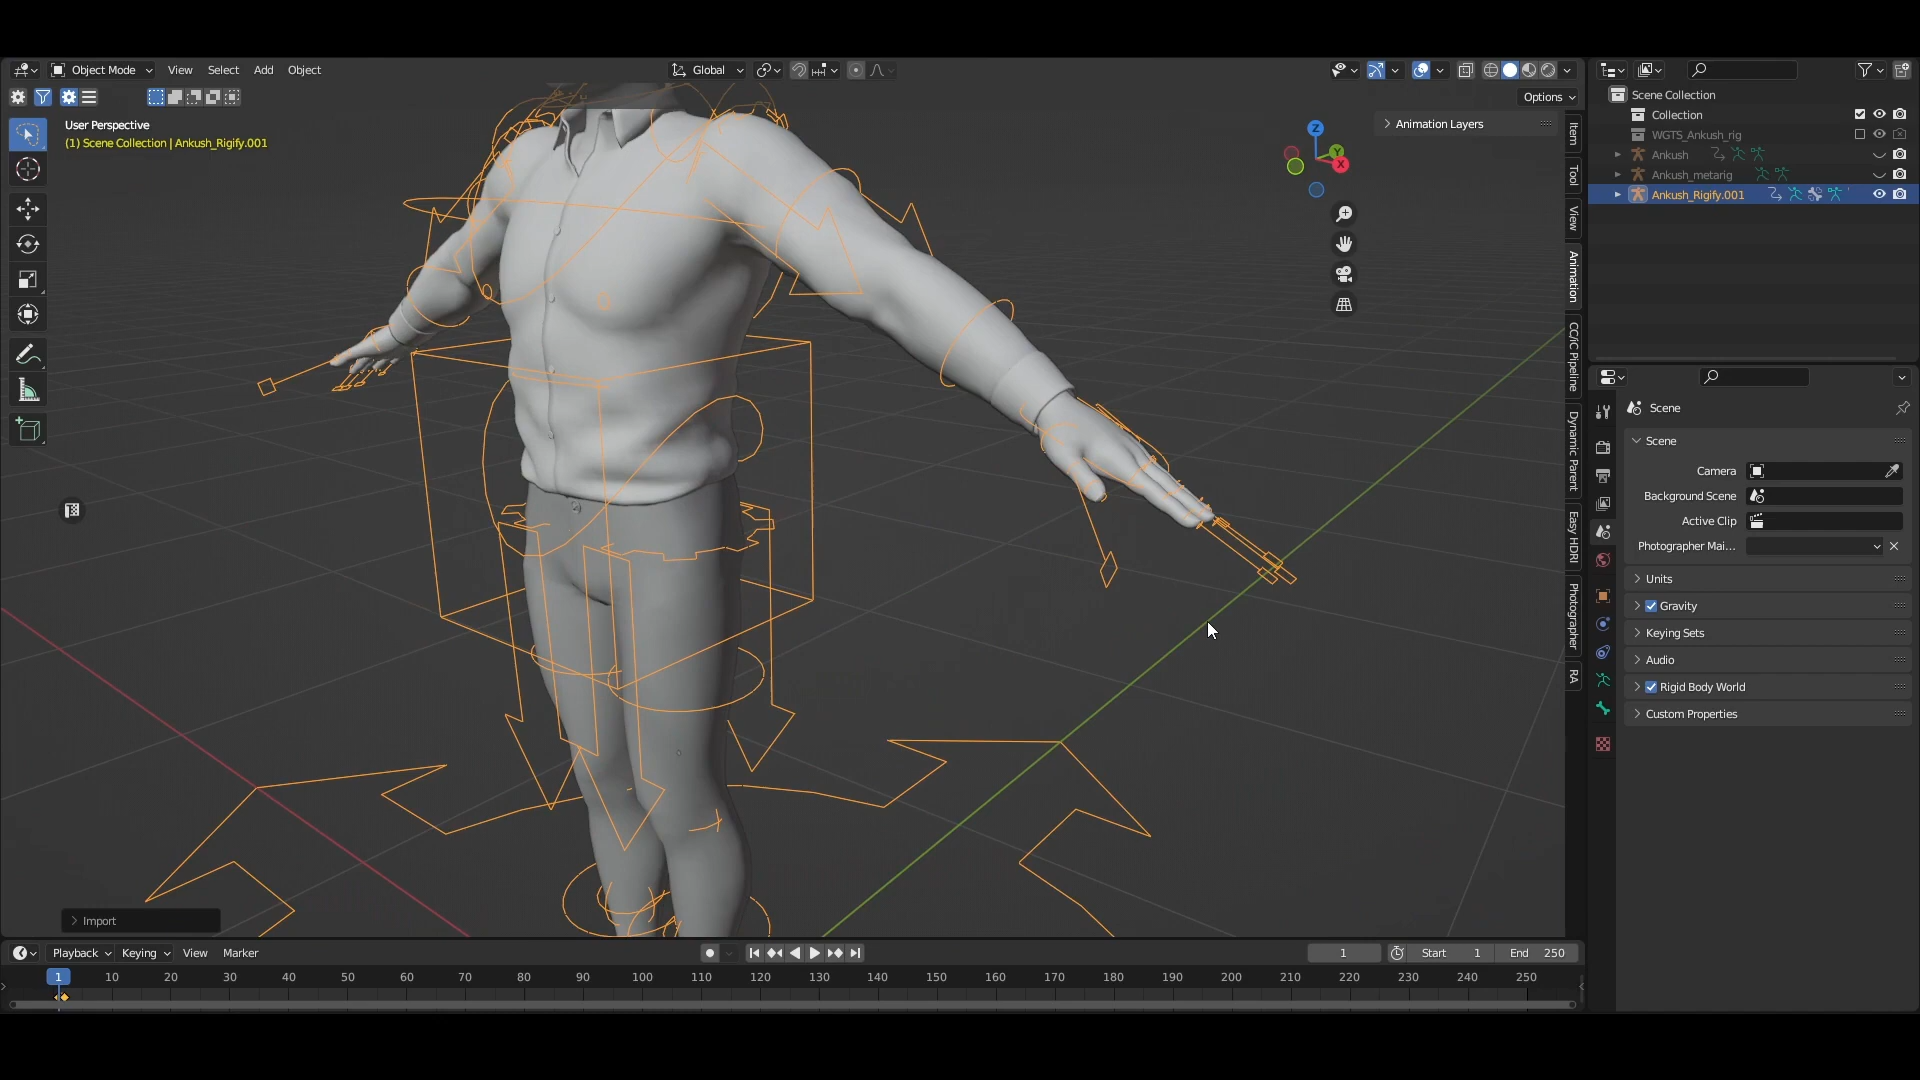 Object Mode View Select Add Object Global
Options
User Perspective
(1) Scene Collection | Ankush_Rigify.001
Z
Y
X
Animation Layers
Item
Tool
View
Animation
CC/iC Pipeline
Dynamic Parent
Easy HDRI
Photographer
RA
Import
Scene Collection
Collection
WGTS_Ankush_rig
Ankush
Ankush_metarig
Ankush_Rigify.001
Scene
Scene
Camera
Background Scene
Active Clip
Photographer Mai...
Units
Gravity
Keying Sets
Audio
Rigid Body World
Custom Properties
Playback Keying View Marker 1 Start 1 End 250
1 10 20 30 40 50 60 70 80 90 100 110 120 130 140 150 160 170 180 190 200 210 220 230 240 250